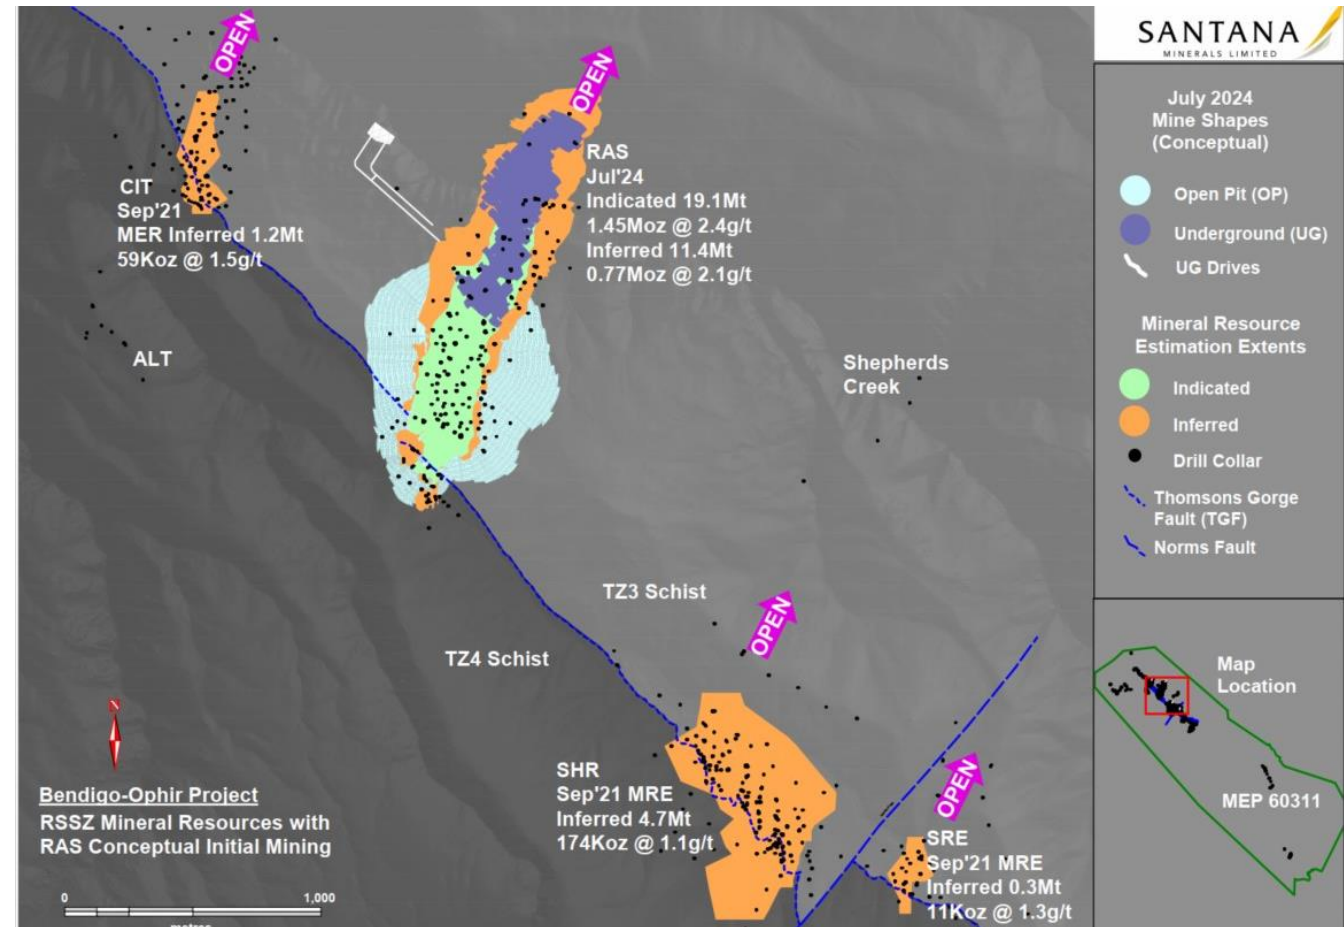 OPEN
OPEN
CIT
Sep'21
MER Inferred 1.2Mt
59Koz @ 1.5g/t
RAS
Jul'24
Indicated 19.1Mt
1.45Moz @ 2.4g/t
Inferred 11.4Mt
0.77Moz @ 2.1g/t
ALT
Shepherds
Creek
TZ3 Schist
OPEN
TZ4 Schist
SHR
Sep'21 MRE
Inferred 4.7Mt
174Koz @ 1.1g/t
OPEN
SRE
Sep'21 MRE
Inferred 0.3Mt
11Koz @ 1.3g/t
N
Bendigo-Ophir Project
RSSZ Mineral Resources with
RAS Conceptual Initial Mining
0 1,000
SANTANA
MINERALS LIMITED
July 2024
Mine Shapes
(Conceptual)
Open Pit (OP)
Underground (UG)
UG Drives
Mineral Resource
Estimation Extents
Indicated
Inferred
Drill Collar
Thomsons Gorge
Fault (TGF)
Norms Fault
Map
Location
MEP 60311